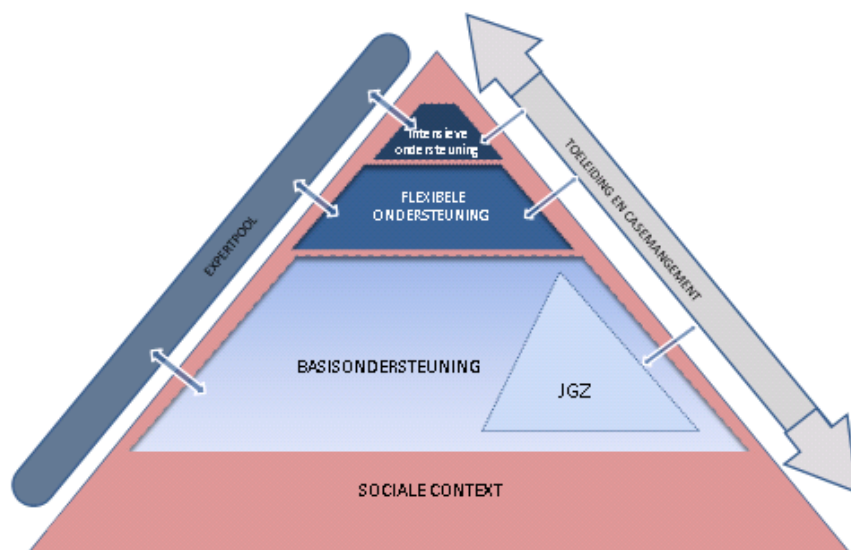 Intensieve
ondersteuning
FLEXIBELE
ONDERSTEUNING
EXPERTPOOL
TOELEIDING EN CASEMANGEMENT
BASISONDERSTEUNING
JGZ
SOCIALE CONTEXT